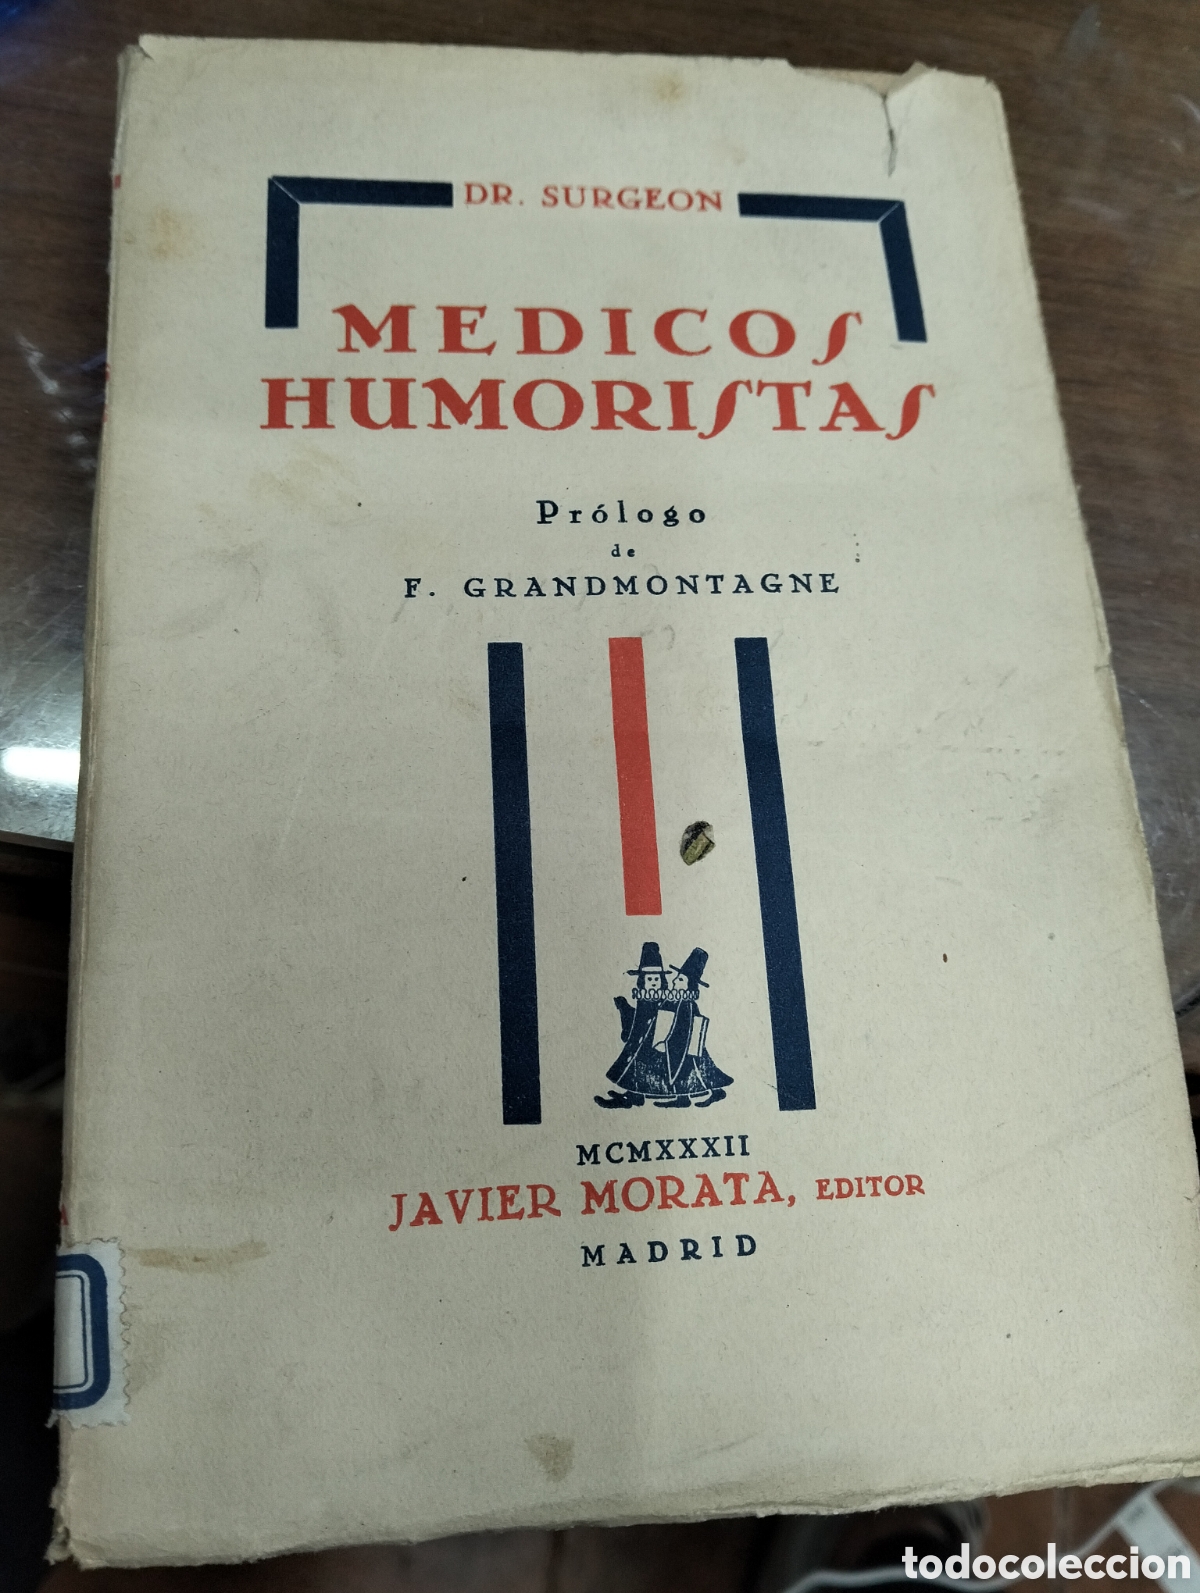 DR. SURGEON
MEDICOS
HUMORISTAS
Prólogo
de
F. GRANDMONTAGNE
MCMXXXII
JAVIER MORATA, EDITOR
MADRID
todocoleccion